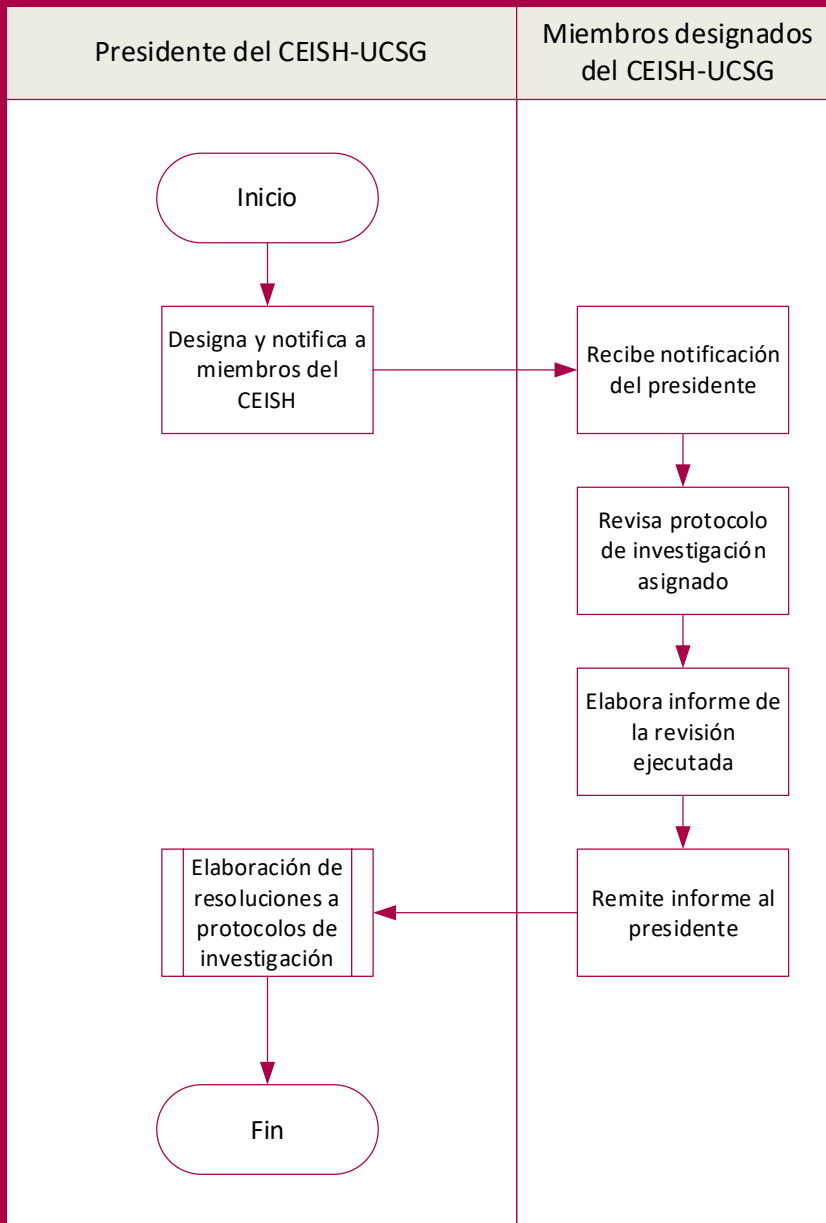 Presidente del CEISH-UCSG
Miembros designados
del CEISH-UCSG
Inicio
Designa y notifica a
miembros del
CEISH
Recibe notificación
del presidente
Revisa protocolo
de investigación
asignado
Elabora informe de
la revisión
ejecutada
Remite informe al
presidente
Elaboración de
resoluciones a
protocolos de
investigación
Fin